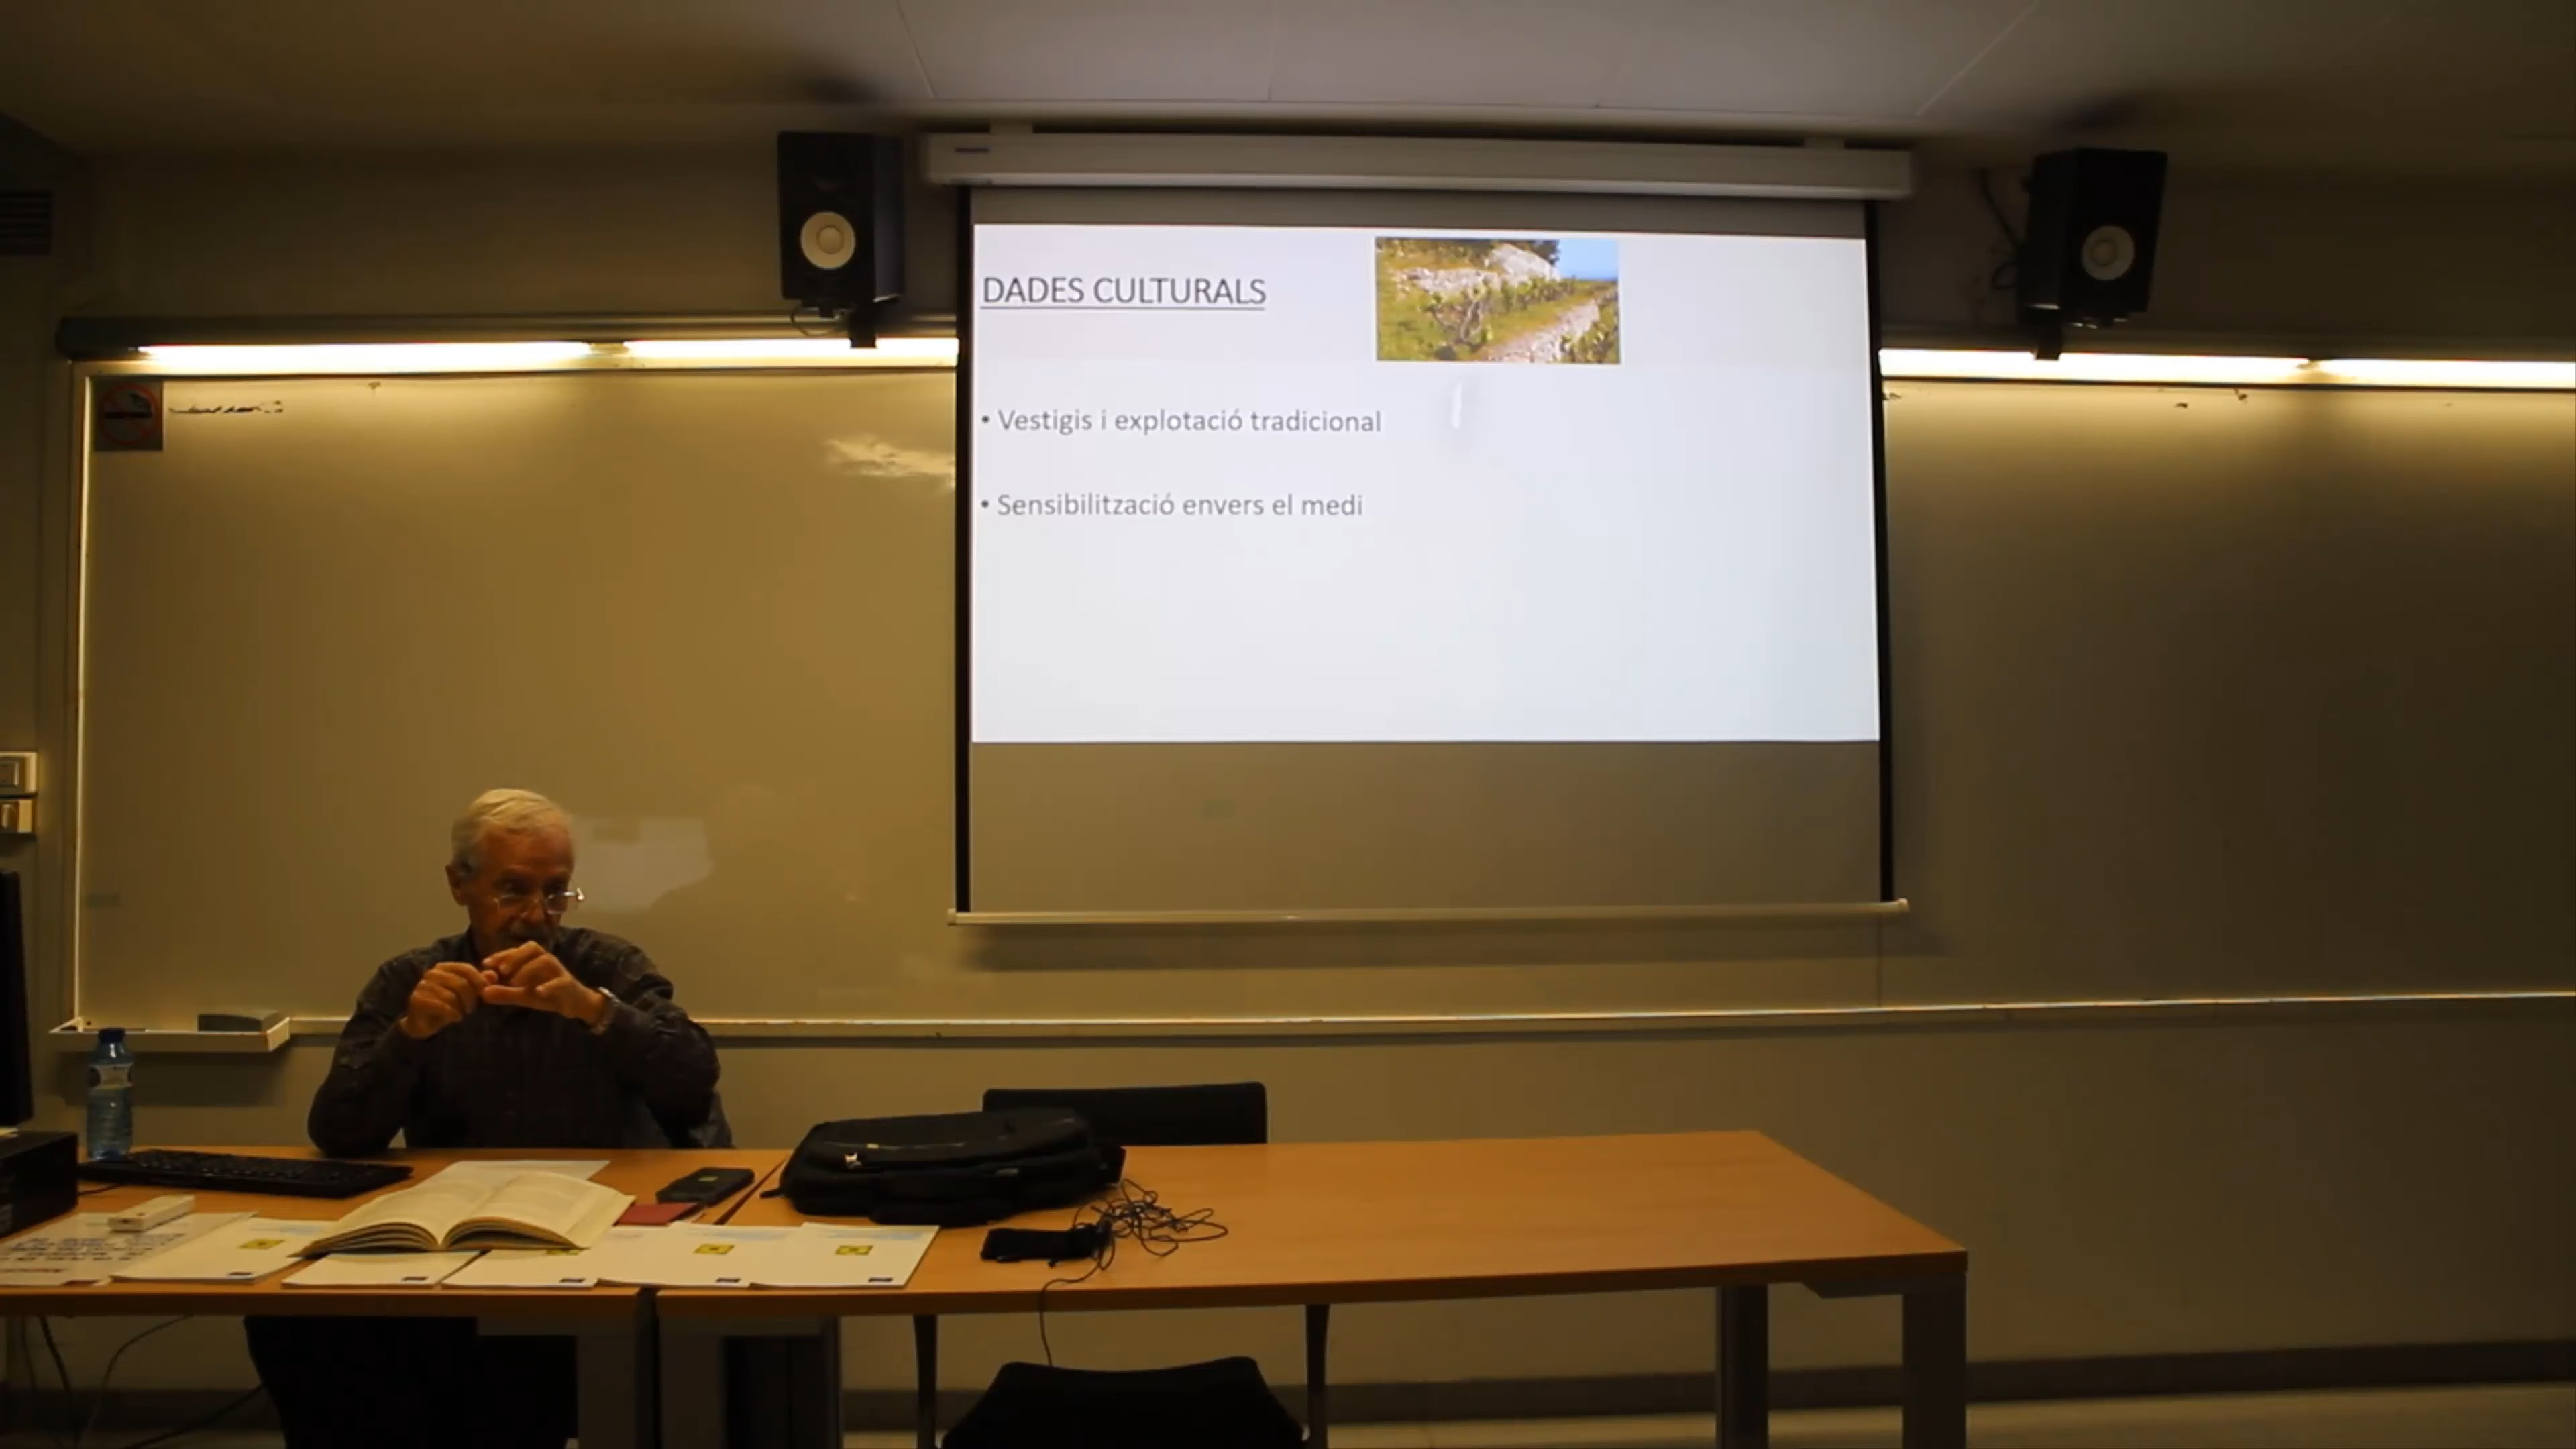 DADES CULTURALS
• Vestigis i explotació tradicional
• Sensibilització envers el medi